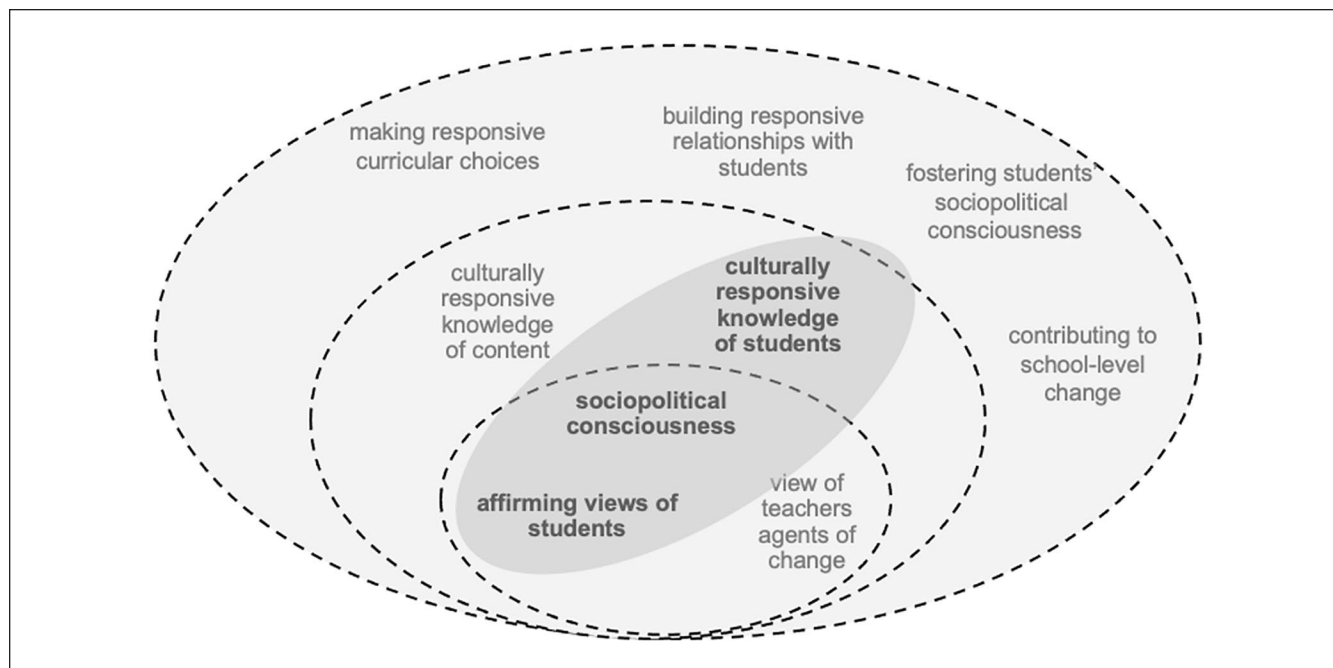 making responsive
curricular choices
building responsive
relationships with
students
fostering students’
sociopolitical
consciousness
culturally
responsive
knowledge
of content
culturally
responsive
knowledge
of students
contributing to
school-level
change
sociopolitical
consciousness
affirming views of
students
view of
teachers
agents of
change